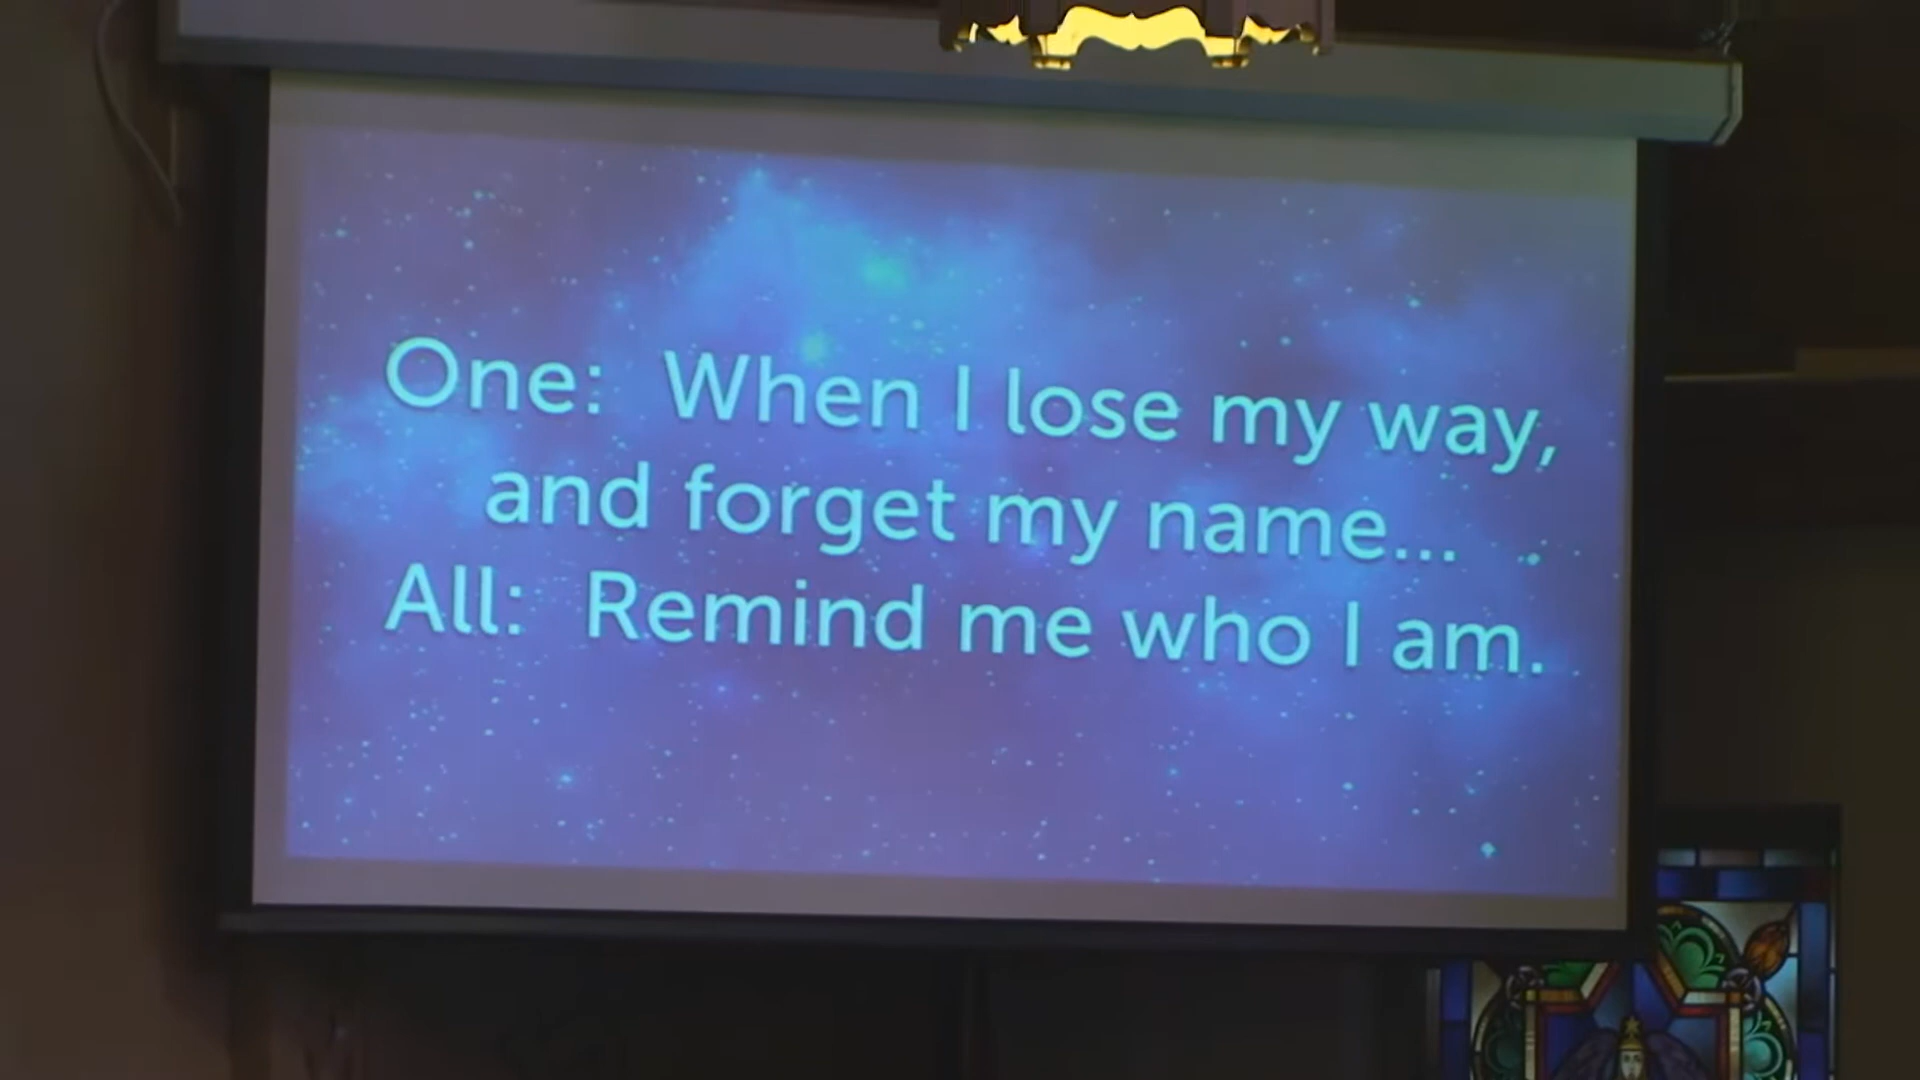 One: When I lose my way,
and forget my name...
All: Remind me who I am.